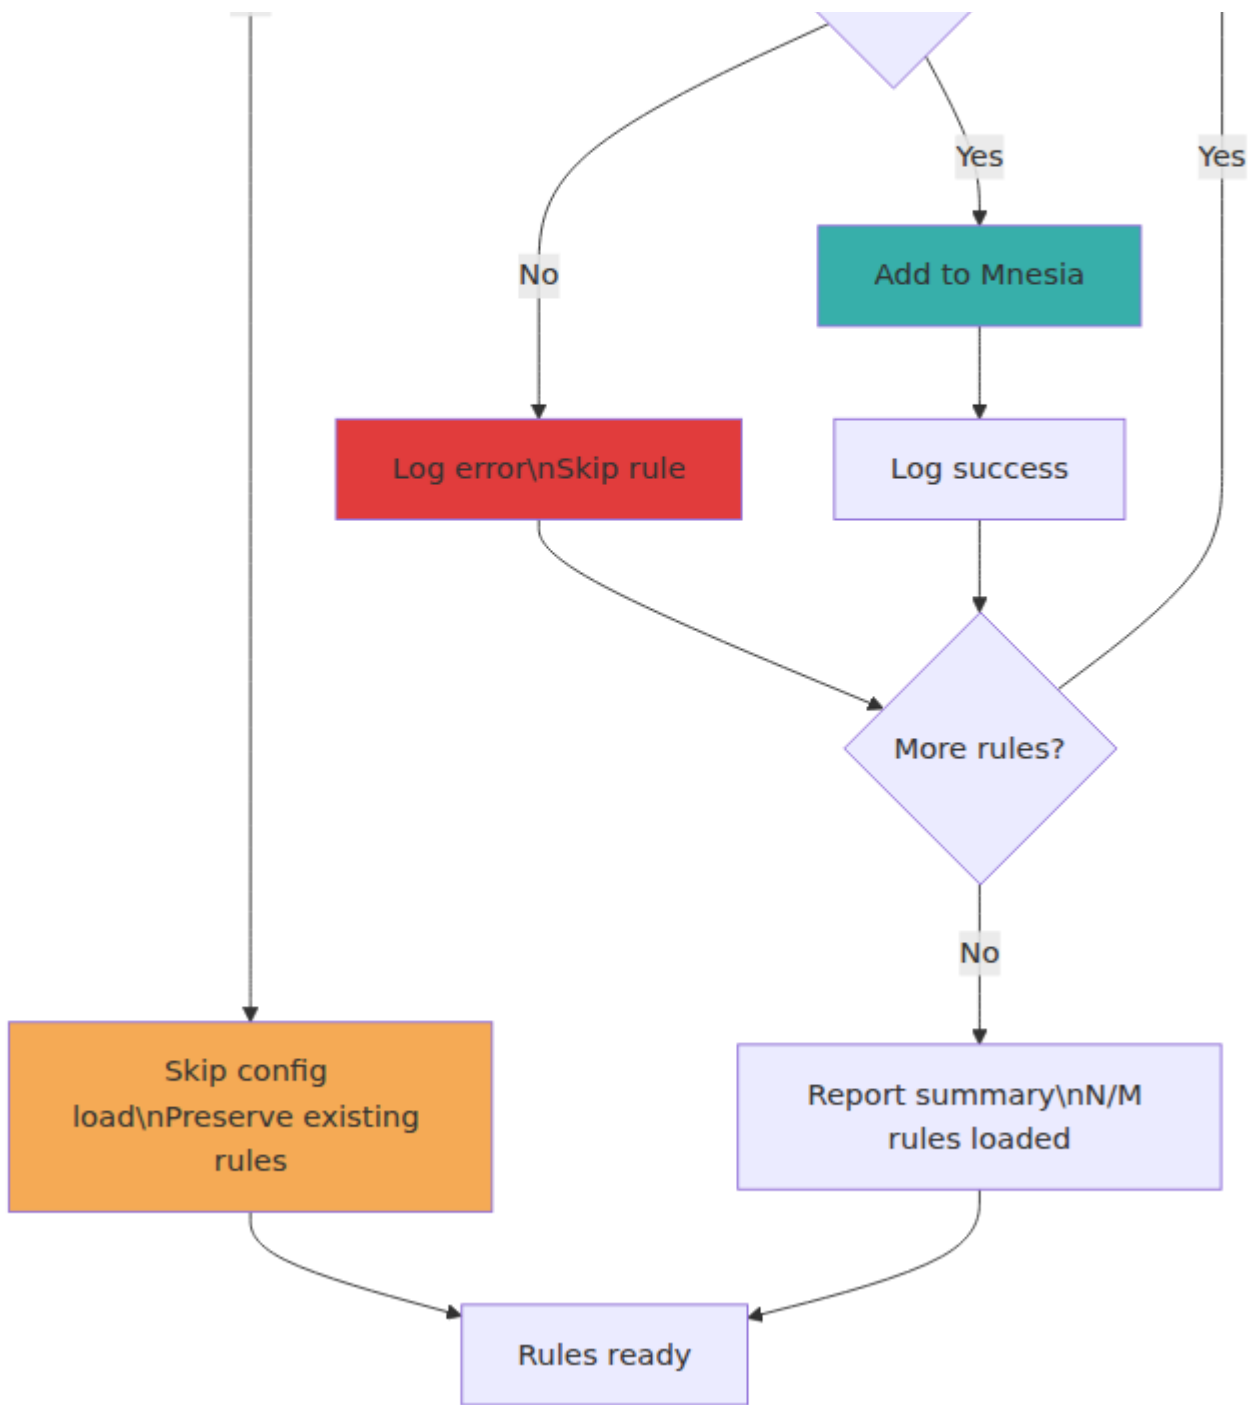 Yes
Yes
No
Add to Mnesia
Log error\nSkip rule
Log success
More rules?
No
Skip config
load\nPreserve existing
rules
Report summary\nN/M
rules loaded
Rules ready